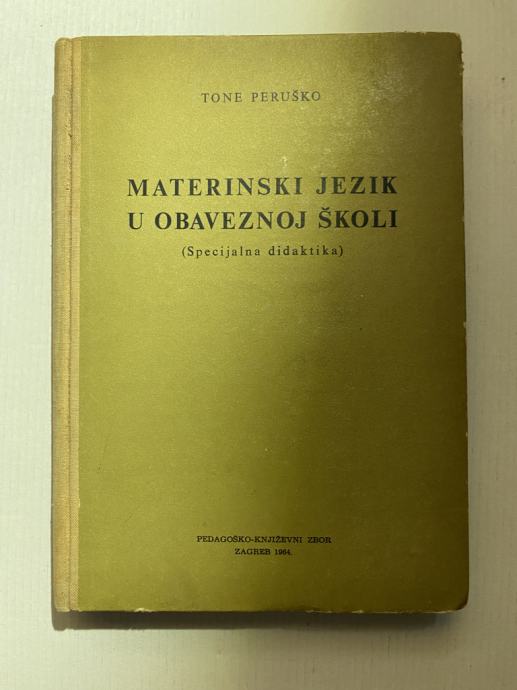 TONE PERUŠKO
MATERINSKI JEZIK
U OBAVEZNOJ ŠKOLI
(Specijalna didaktika)
PEDAGOŠKO-KNJIŽEVNI ZBOR
ZAGREB 1964.